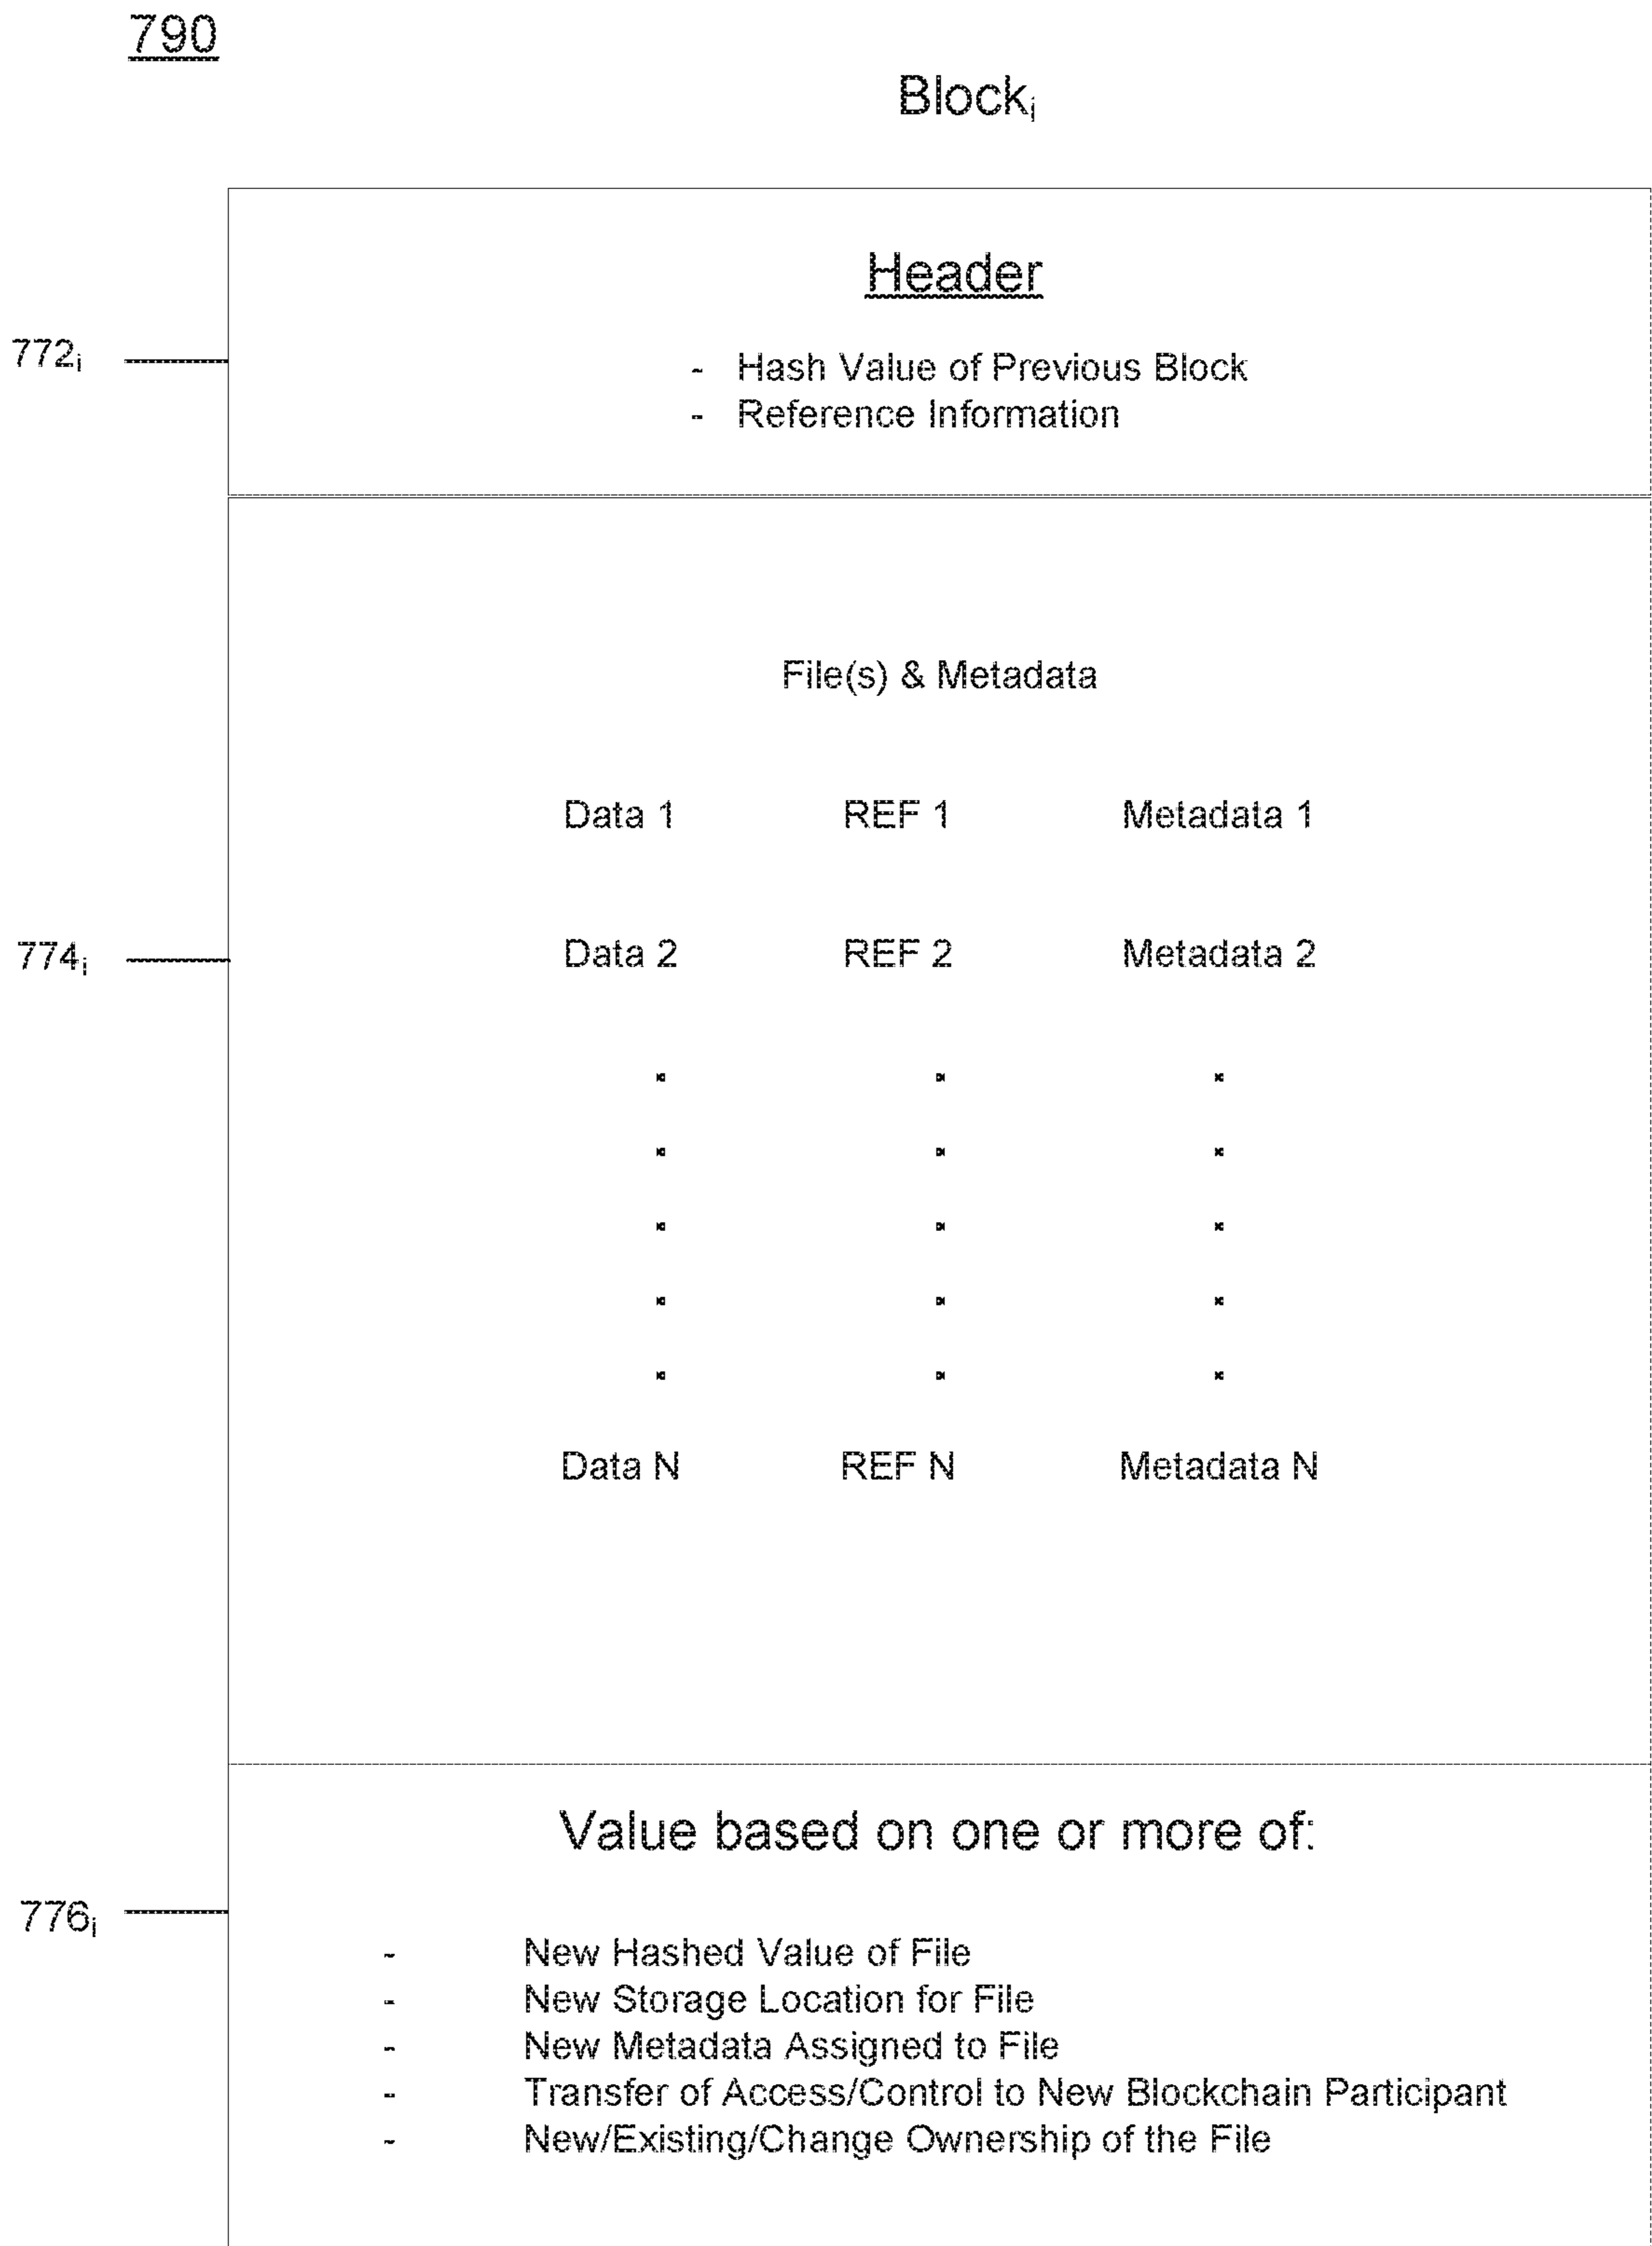 790
Blockᵢ
Header
772ᵢ
- Hash Value of Previous Block
- Reference Information
File(s) & Metadata
Data 1 REF 1 Metadata 1
774ᵢ
Data 2 REF 2 Metadata 2
Data N REF N Metadata N
Value based on one or more of:
776ᵢ
- New Hashed Value of File
- New Storage Location for File
- New Metadata Assigned to File
- Transfer of Access/Control to New Blockchain Participant
- New/Existing/Change Ownership of the File